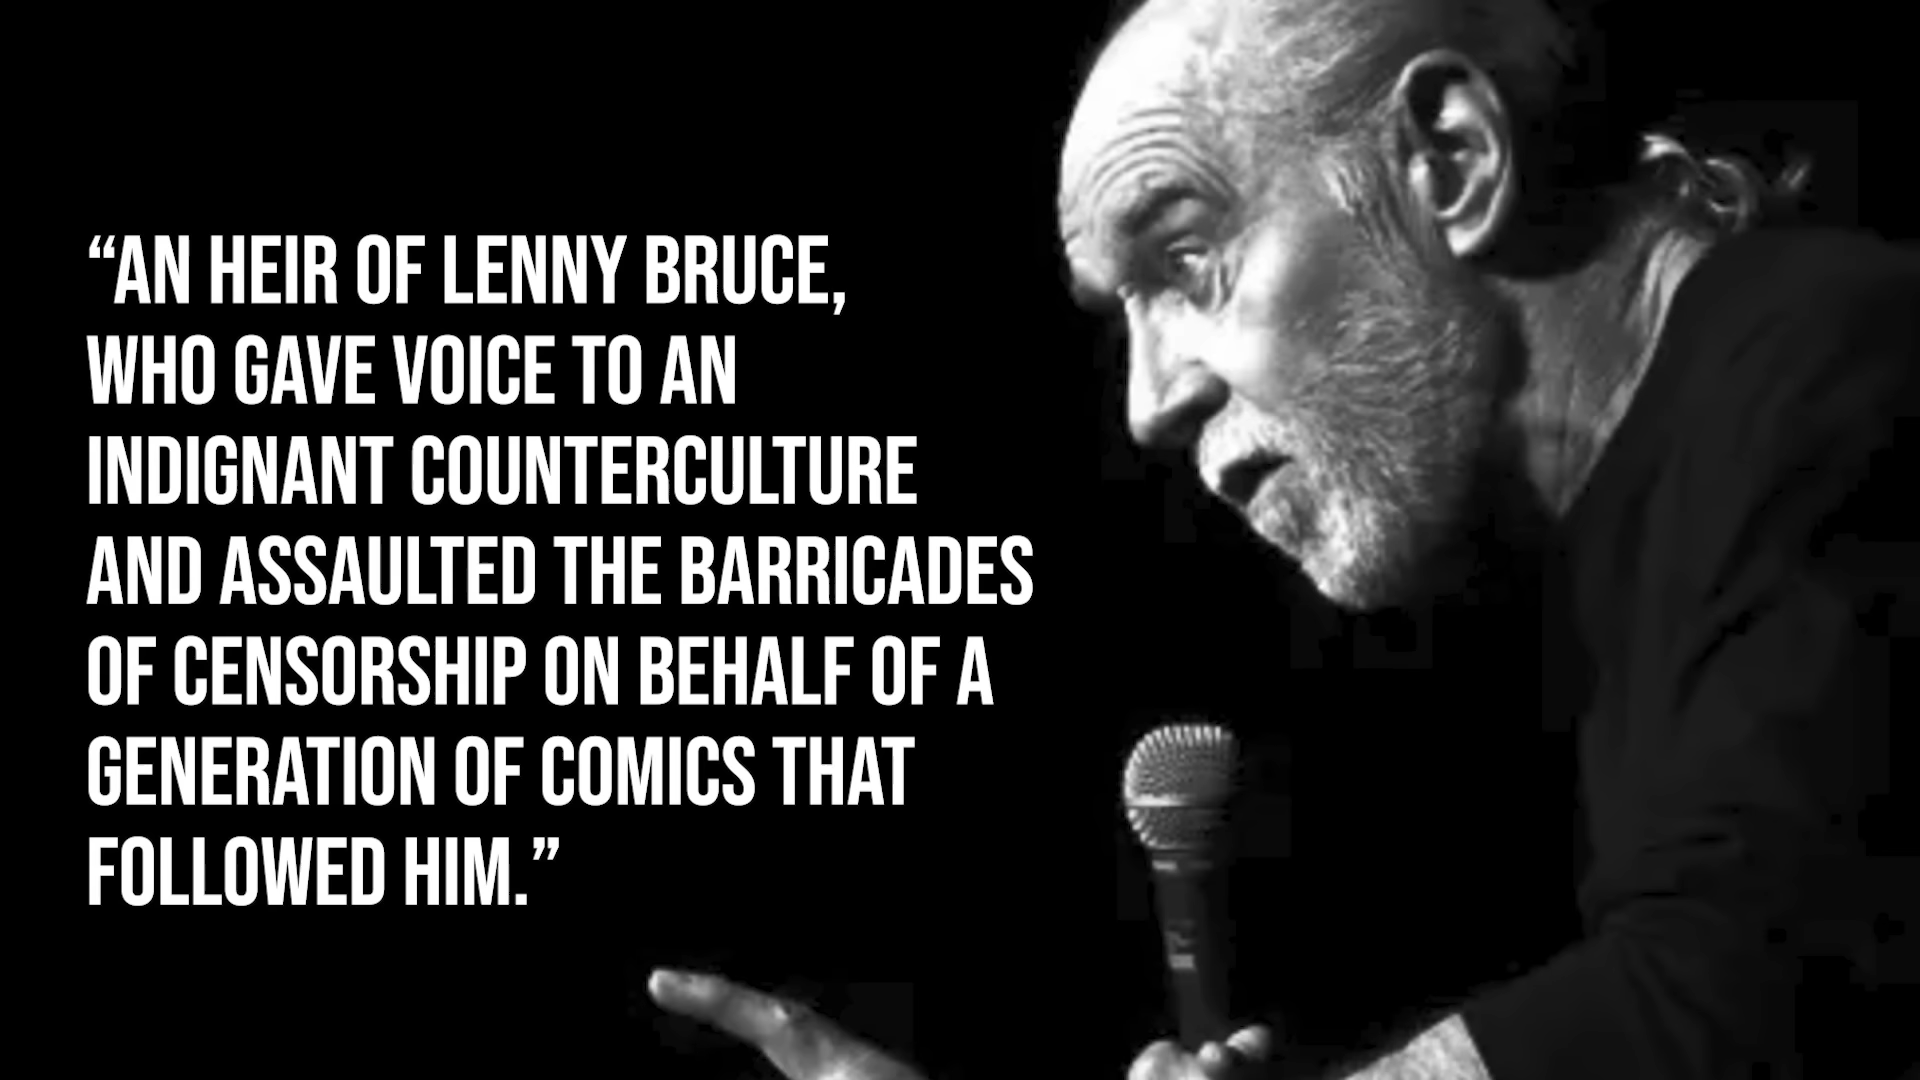 “AN HEIR OF LENNY BRUCE,
WHO GAVE VOICE TO AN
INDIGNANT COUNTERCULTURE
AND ASSAULTED THE BARRICADES
OF CENSORSHIP ON BEHALF OF A
GENERATION OF COMICS THAT
FOLLOWED HIM.”